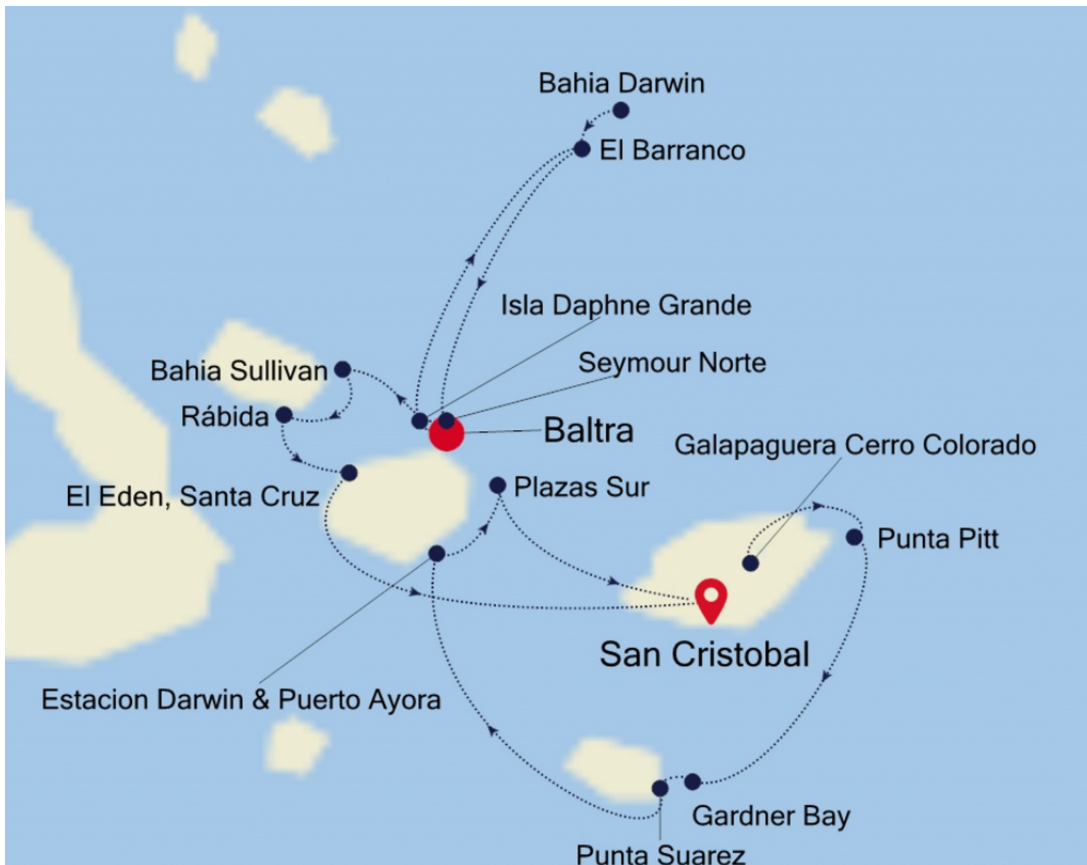 Bahia Darwin
El Barranco
Isla Daphne Grande
Seymour Norte
Bahia Sullivan
Rábida
Baltra
Galapaguera Cerro Colorado
El Eden, Santa Cruz
Plazas Sur
Punta Pitt
San Cristobal
Estacion Darwin & Puerto Ayora
Gardner Bay
Punta Suarez